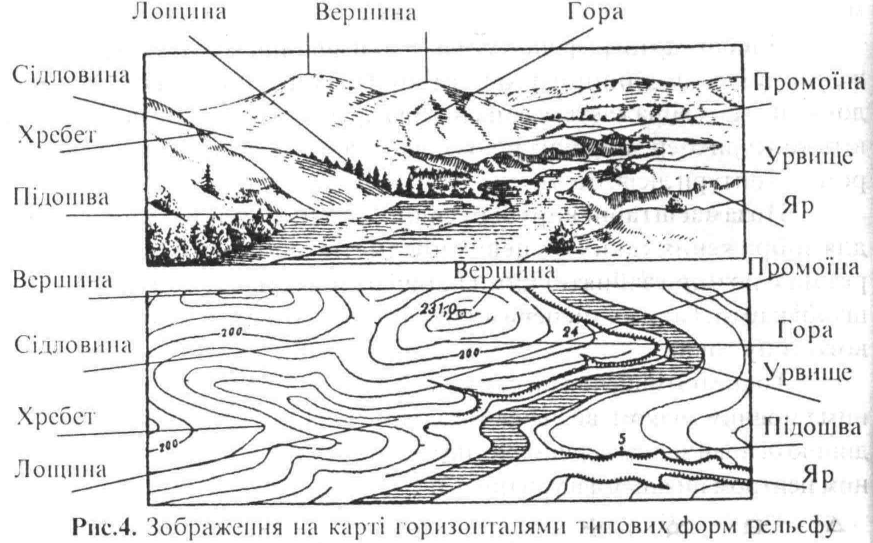 Лощина Вершина Гора
Сідловина
Промоїна
Хребет
Урвище
Підошва
Яр
Вершина
Промоїна
Вершина
231,0
24
200
200
Гора
Сідловина
Урвище
Хребет
Підошва
200
5
Лощина
Яр
Рис.4. Зображення на карті горизонталями типових форм рельєфу